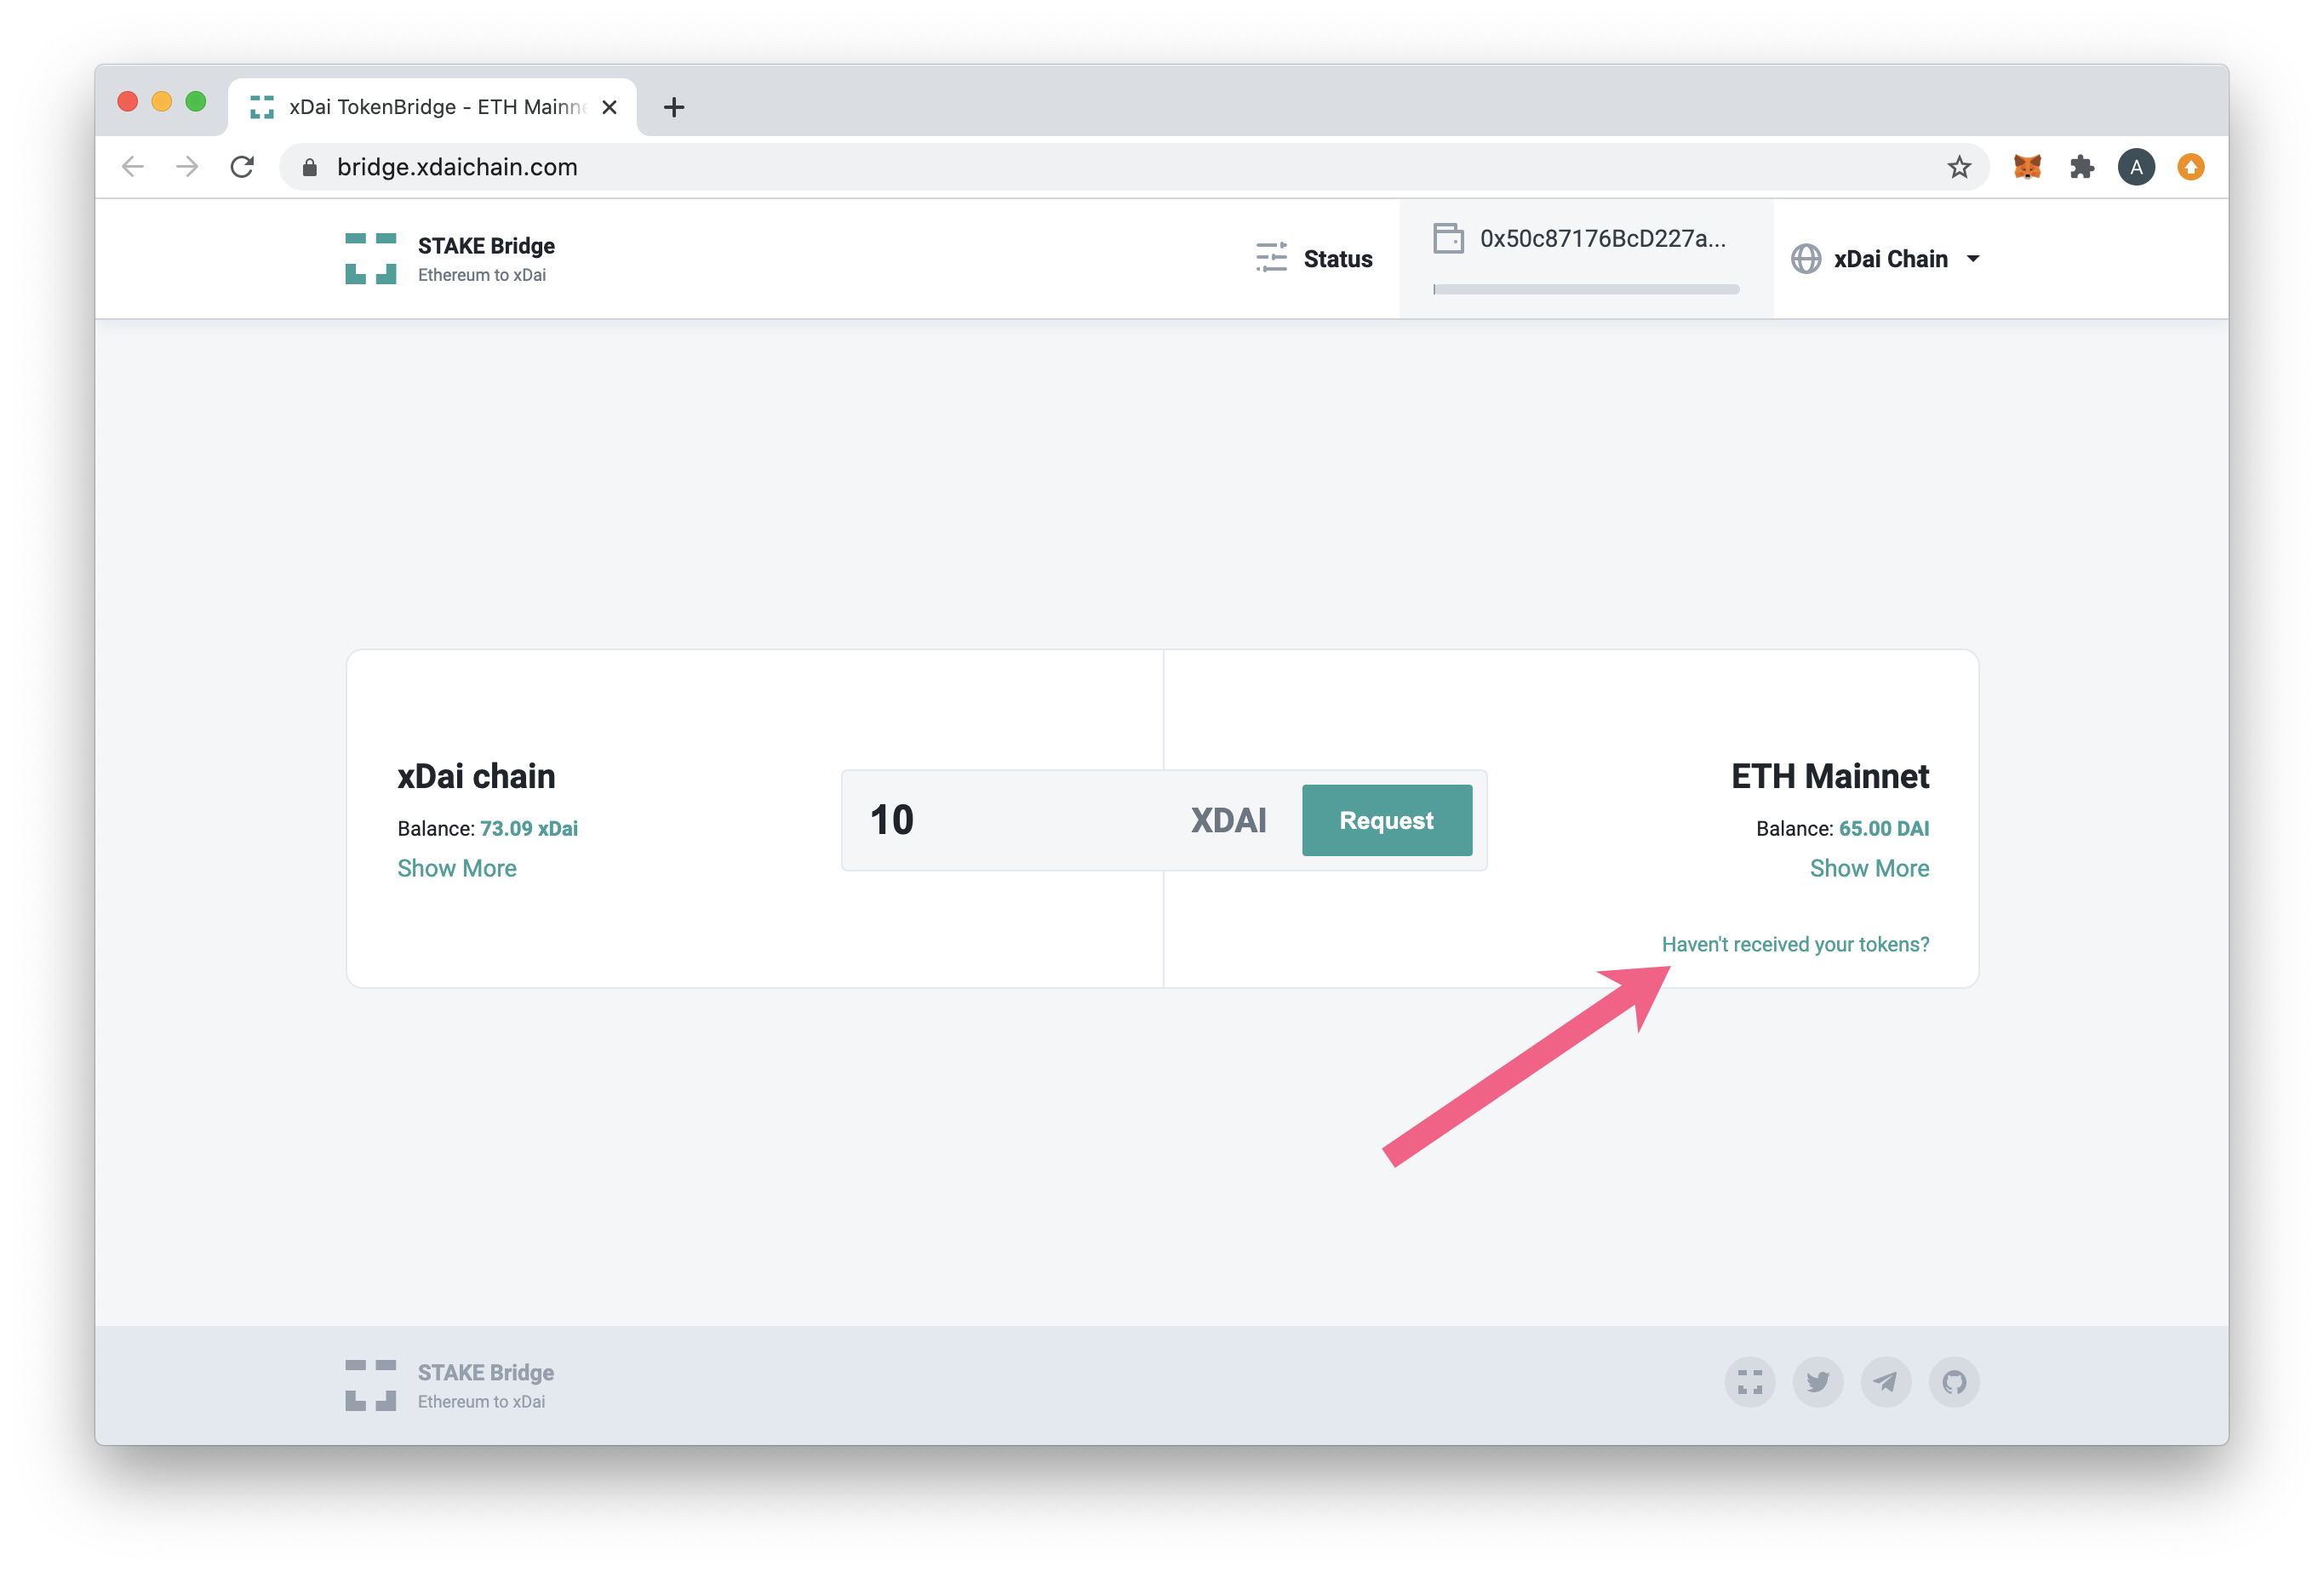 xDai TokenBridge - ETH Mainne
bridge.xdaichain.com
A
STAKE Bridge
Ethereum to xDai
Status
0x50c87176BcD227a...
xDai Chain
xDai chain
Balance: 73.09 xDai
Show More
10
XDAI
Request
ETH Mainnet
Balance: 65.00 DAI
Show More
Haven't received your tokens?
STAKE Bridge
Ethereum to xDai